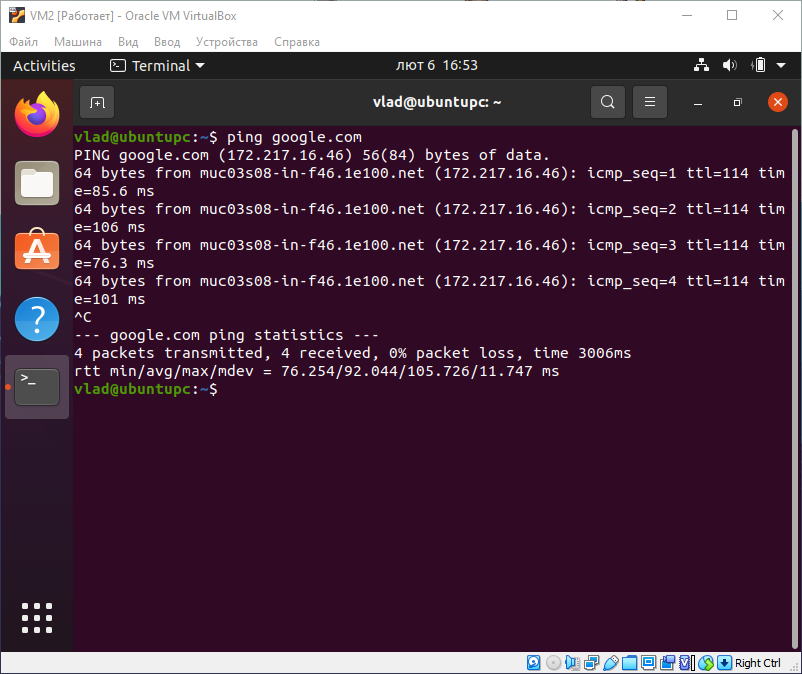 VM2 [Работает] - Oracle VM VirtualBox
Файл Машина Вид Ввод Устройства Справка
Activities Terminal лют 6 16:53
vlad@ubuntupc: ~
vlad@ubuntupc:~$ ping google.com
PING google.com (172.217.16.46) 56(84) bytes of data.
64 bytes from muc03s08-in-f46.1e100.net (172.217.16.46): icmp_seq=1 ttl=114 tim
e=85.6 ms
64 bytes from muc03s08-in-f46.1e100.net (172.217.16.46): icmp_seq=2 ttl=114 tim
e=106 ms
64 bytes from muc03s08-in-f46.1e100.net (172.217.16.46): icmp_seq=3 ttl=114 tim
e=76.3 ms
64 bytes from muc03s08-in-f46.1e100.net (172.217.16.46): icmp_seq=4 ttl=114 tim
e=101 ms
^C
--- google.com ping statistics ---
4 packets transmitted, 4 received, 0% packet loss, time 3006ms
rtt min/avg/max/mdev = 76.254/92.044/105.726/11.747 ms
vlad@ubuntupc:~$
Right Ctrl